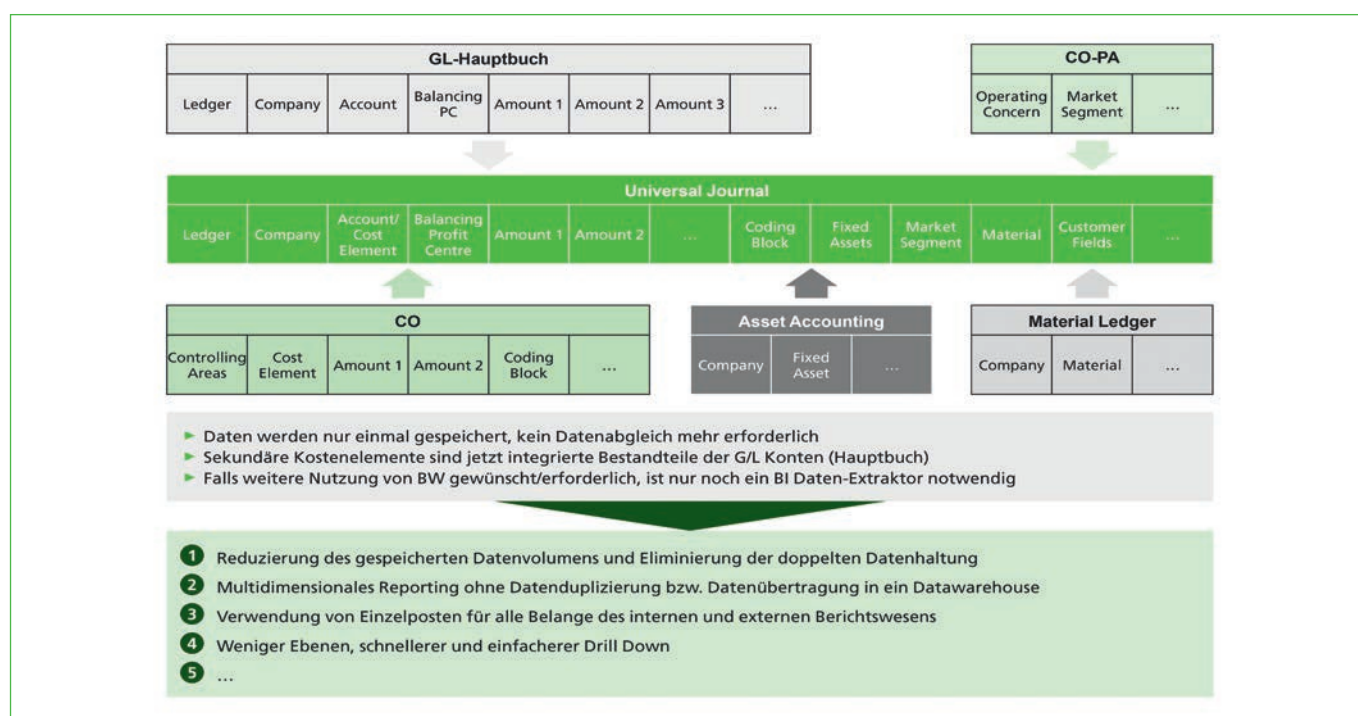 GL-Hauptbuch
Ledger
Company
Account
Balancing
PC
Amount 1
Amount 2
Amount 3
...
CO-PA
Operating
Concern
Market
Segment
...
Universal Journal
Ledger
Company
Account/
Cost
Element
Balancing
Profit
Centre
Amount 1
Amount 2
...
Coding
Block
Fixed
Assets
Market
Segment
Material
Customer
Fields
...
CO
Controlling
Areas
Cost
Element
Amount 1
Amount 2
Coding
Block
...
Asset Accounting
Company
Fixed
Asset
...
Material Ledger
Company
Material
...
► Daten werden nur einmal gespeichert, kein Datenabgleich mehr erforderlich
► Sekundäre Kostenelemente sind jetzt integrierte Bestandteile der G/L Konten (Hauptbuch)
► Falls weitere Nutzung von BW gewünscht/erforderlich, ist nur noch ein BI Daten-Extraktor notwendig
1 Reduzierung des gespeicherten Datenvolumens und Eliminierung der doppelten Datenhaltung
2 Multidimensionales Reporting ohne Datenduplizierung bzw. Datenübertragung in ein Datawarehouse
3 Verwendung von Einzelposten für alle Belange des internen und externen Berichtswesens
4 Weniger Ebenen, schnellerer und einfacherer Drill Down
5 ...